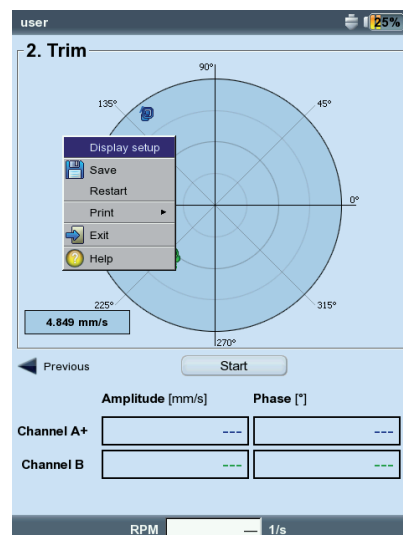 user 25%
2. Trim
90°
135° 45°
Display setup
Save
Restart
0°
Print
Exit
Help
225° 315°
4.849 mm/s
270°
Previous Start
Amplitude [mm/s] Phase [°]
Channel A+ --- ---
Channel B --- ---
RPM — 1/s